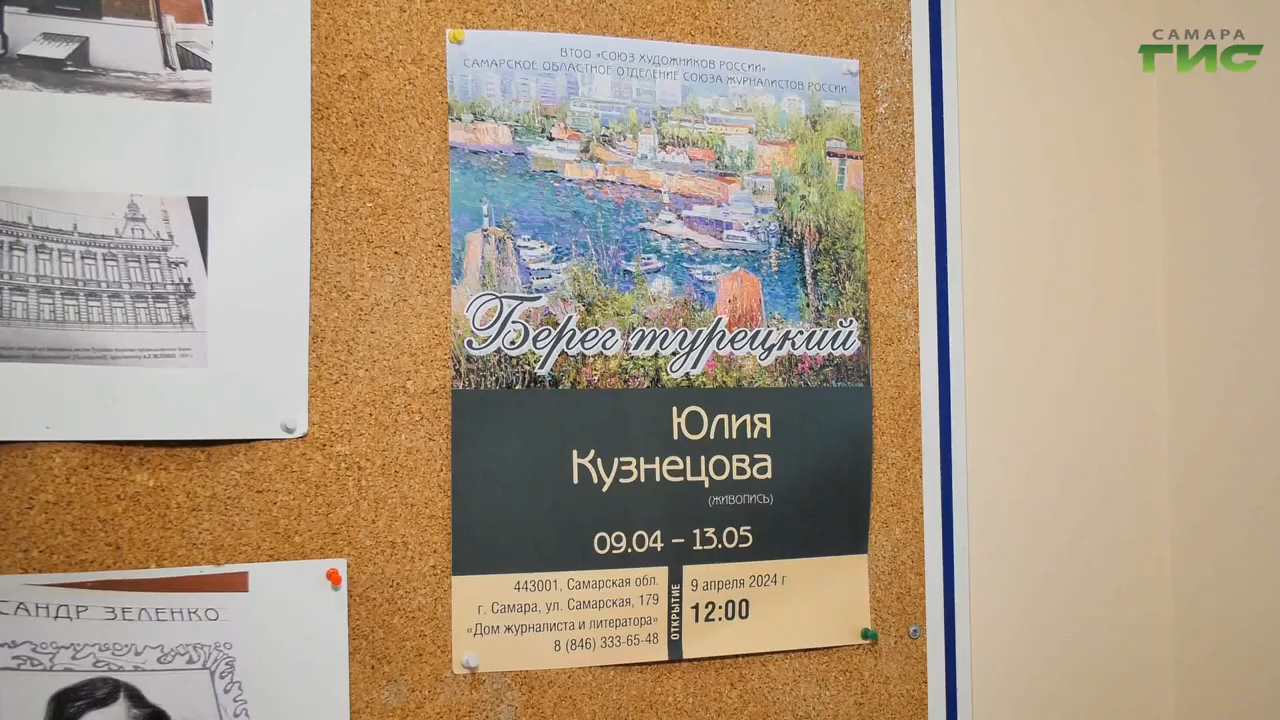 САМАРА
ГИС
ВТОО «СОЮЗ ХУДОЖНИКОВ РОССИИ»
САМАРСКОЕ ОБЛАСТНОЕ ОТДЕЛЕНИЕ СОЮЗА ЖУРНАЛИСТОВ РОССИИ
Берег турецкий
Юлия
Кузнецова
(ЖИВОПИСЬ)
09.04 – 13.05
443001, Самарская обл.
г. Самара, ул. Самарская, 179
«Дом журналиста и литератора»
8 (846) 333-65-48
ОТКРЫТИЕ
9 апреля 2024 г
12:00
САНДР ЗЕЛЕНКО